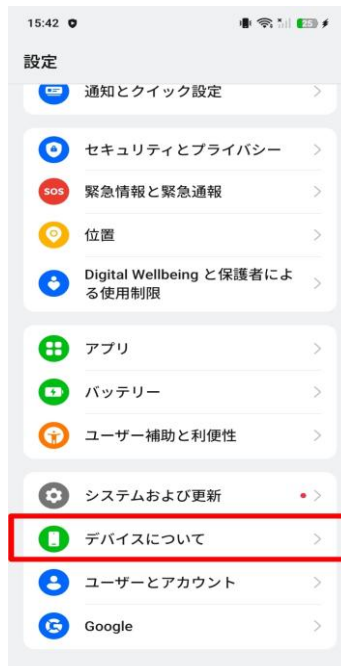 15:42
25
設定
通知とクイック設定
セキュリティとプライバシー
SOS
緊急情報と緊急通報
位置
Digital Wellbeing と保護者によ
る使用制限
アプリ
バッテリー
ユーザー補助と利便性
システムおよび更新
デバイスについて
ユーザーとアカウント
Google